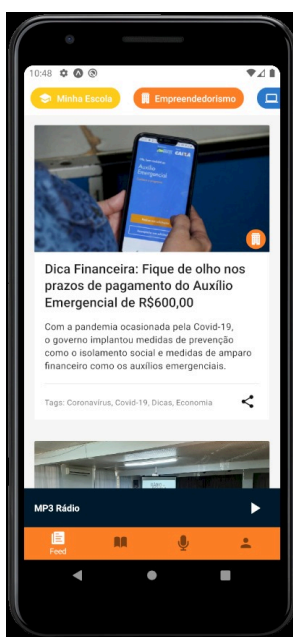 10:48
Minha Escola
Empreendedorismo
CAIXA
Auxílio
Emergencial
Dica Financeira: Fique de olho nos
prazos de pagamento do Auxílio
Emergencial de R$600,00
Com a pandemia ocasionada pela Covid-19,
o governo implantou medidas de prevenção
como o isolamento social e medidas de amparo
financeiro como os auxílios emergenciais.
Tags: Coronavírus, Covid-19, Dicas, Economia
MP3 Rádio
Feed